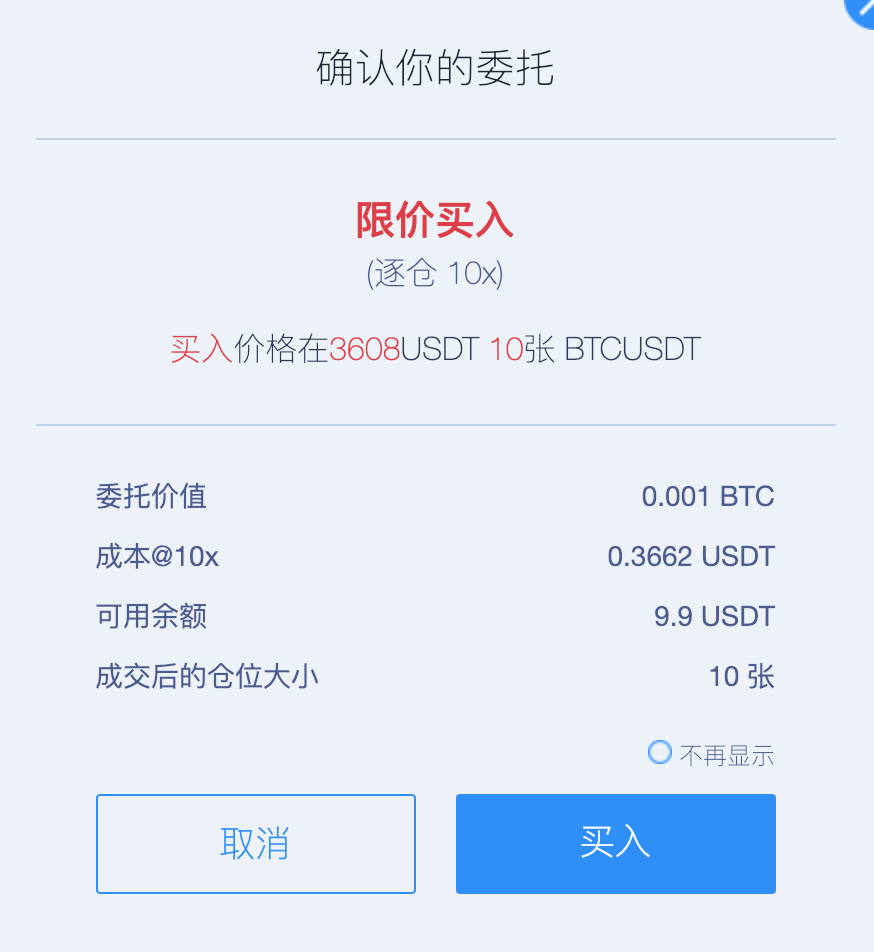 确认你的委托
限价买入
(逐仓 10x)
买入价格在3608USDT 10张 BTCUSDT
委托价值 0.001 BTC
成本@10x 0.3662 USDT
可用余额 9.9 USDT
成交后的仓位大小 10 张
不再显示
取消 买入